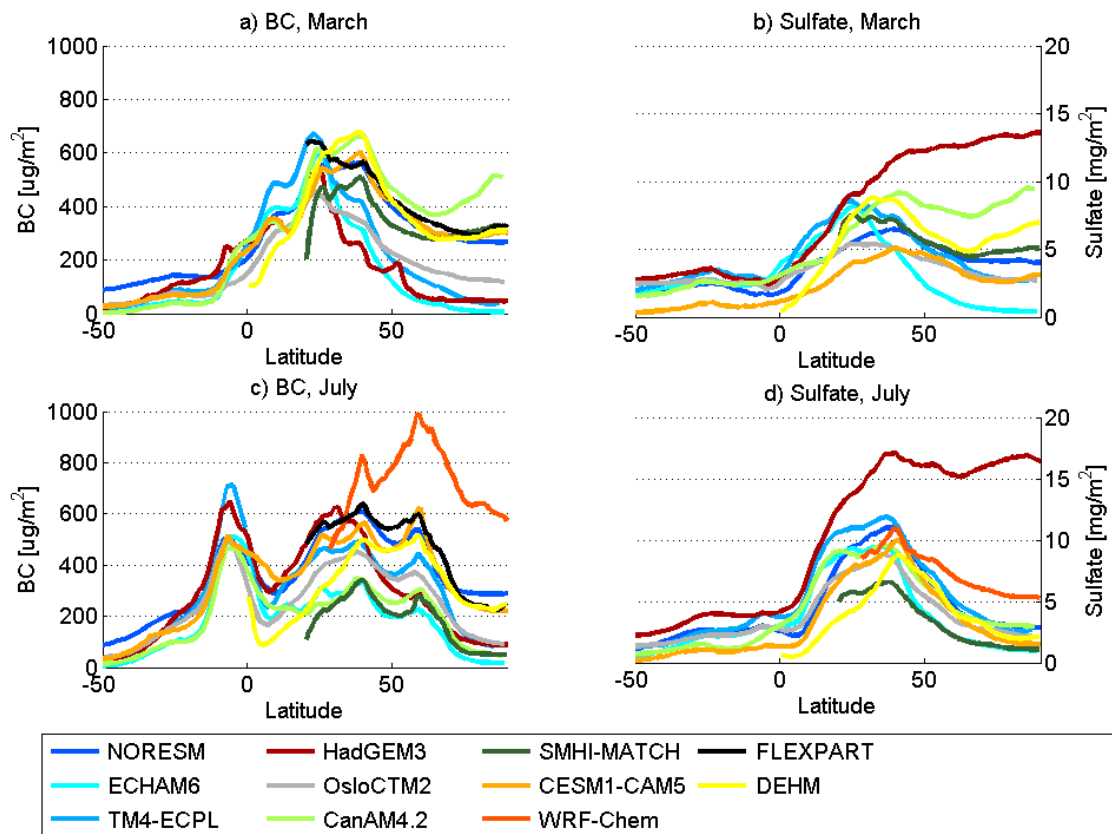 a) BC, March
b) Sulfate, March
1000
800
600
400
200
0
BC [µg/m²]
-50
0
50
Latitude
20
15
10
5
0
Sulfate [mg/m²]
-50
0
50
Latitude
c) BC, July
d) Sulfate, July
1000
800
600
400
200
0
BC [µg/m²]
-50
0
50
Latitude
20
15
10
5
0
Sulfate [mg/m²]
-50
0
50
Latitude
NORESM HadGEM3 SMHI-MATCH FLEXPART
ECHAM6 OsloCTM2 CESM1-CAM5 DEHM
TM4-ECPL CanAM4.2 WRF-Chem